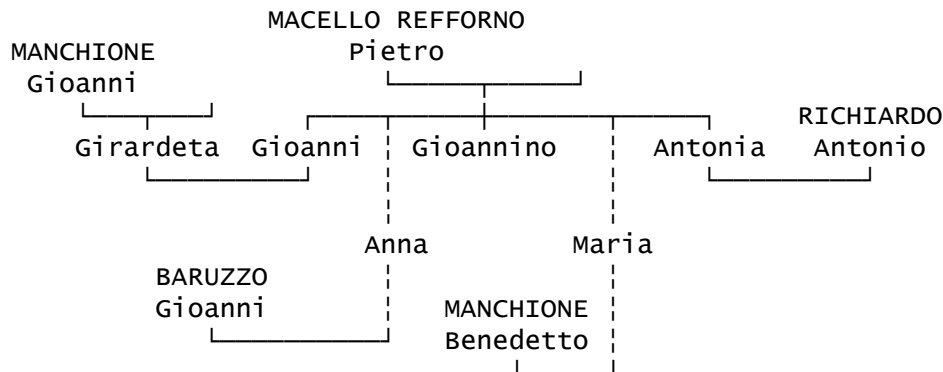 MACELLO REFFORNO
MANCHIONE Pietro
Gioanni
RICHIARDO
Girardeta Gioanni Gioannino Antonia Antonio
Anna Maria
BARUZZO
Gioanni MANCHIONE
Benedetto